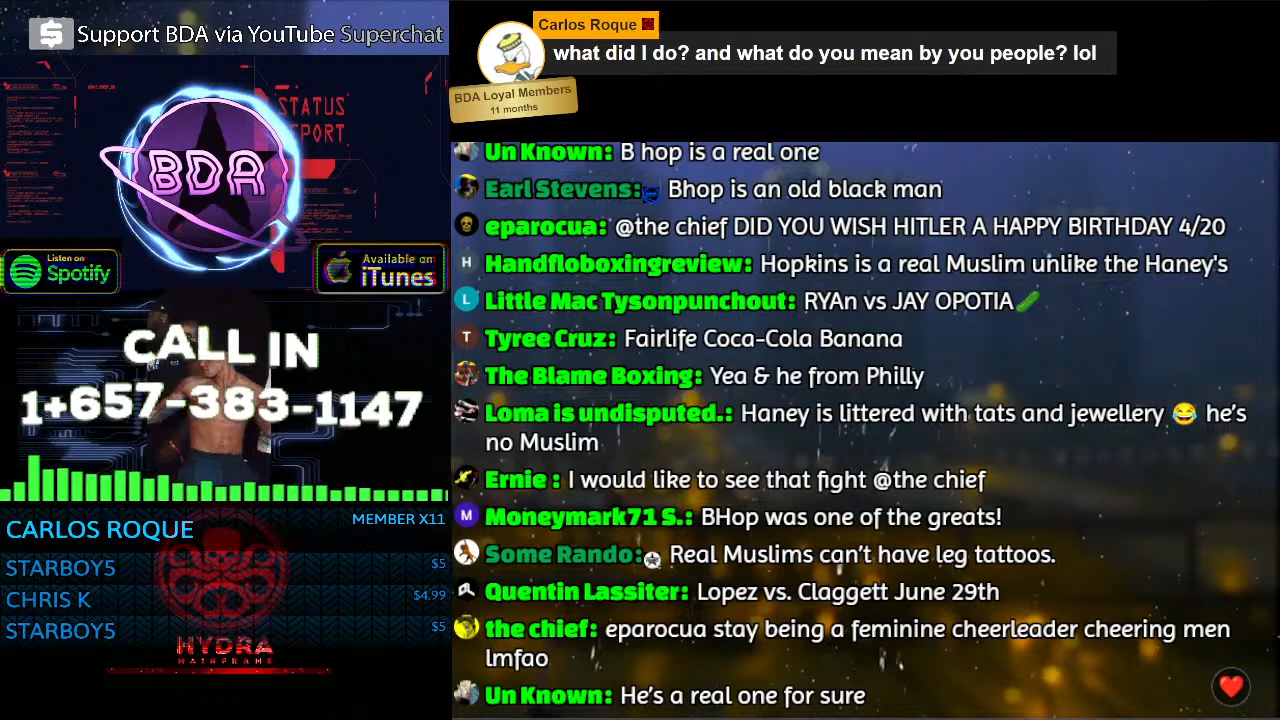 Support BDA via YouTube Superchat
STATUS
REPORT
BDA
Listen on
Spotify
Available on
iTunes
CALL IN
1+657-383-1147
CARLOS ROQUE MEMBER X11
STARBOY5 $5
CHRIS K $4.99
STARBOY5 $5
HYDRA
MAINFRAME
Carlos Roque
what did I do? and what do you mean by you people? lol
BDA Loyal Members
11 months
Un Known: B hop is a real one
Earl Stevens: Bhop is an old black man
eparocua: @the chief DID YOU WISH HITLER A HAPPY BIRTHDAY 4/20
H Handfloboxingreview: Hopkins is a real Muslim unlike the Haney's
L Little Mac Tysonpunchout: RYAn vs JAY OPOTIA🥒
T Tyree Cruz: Fairlife Coca-Cola Banana
The Blame Boxing: Yea & he from Philly
Loma is undisputed.: Haney is littered with tats and jewellery 😂 he's
no Muslim
Ernie : I would like to see that fight @the chief
M Moneymark71 S.: BHop was one of the greats!
Some Rando: Real Muslims can't have leg tattoos.
Quentin Lassiter: Lopez vs. Claggett June 29th
the chief: eparocua stay being a feminine cheerleader cheering men
lmfao
Un Known: He's a real one for sure